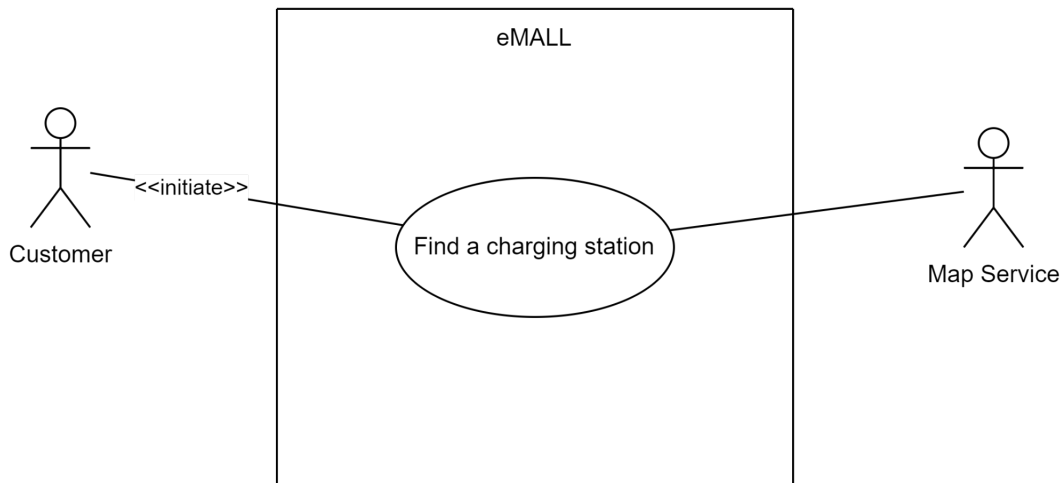 eMALL
<<initiate>>
Customer
Find a charging station
Map Service